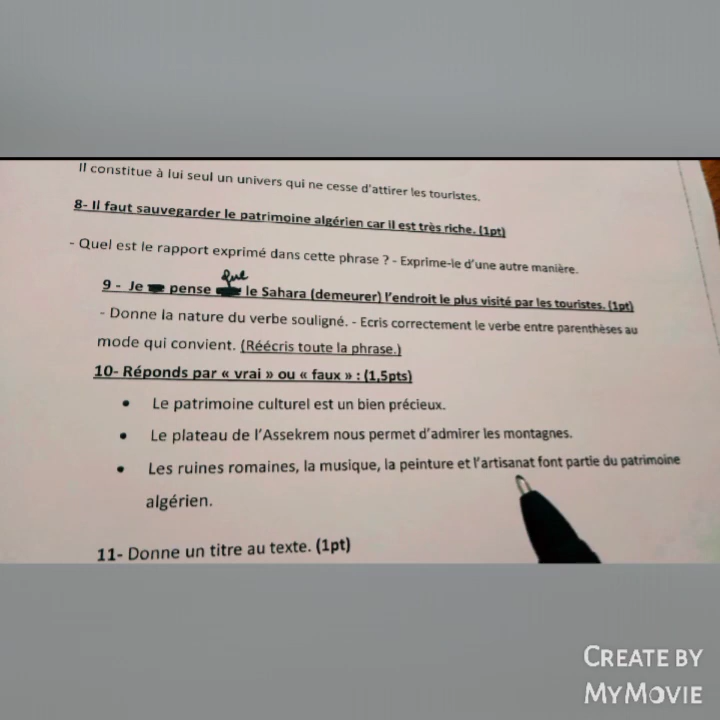 Il constitue à lui seul un univers qui ne cesse d'attirer les touristes.
8- Il faut sauvegarder le patrimoine algérien car il est très riche. (1pt)
- Quel est le rapport exprimé dans cette phrase ? - Exprime-le d'une autre manière.
que
9 - Je pense le Sahara (demeurer) l'endroit le plus visité par les touristes. (1pt)
- Donne la nature du verbe souligné. - Ecris correctement le verbe entre parenthèses au
mode qui convient. (Réécris toute la phrase.)
10- Réponds par « vrai » ou « faux » : (1,5pts)
• Le patrimoine culturel est un bien précieux.
• Le plateau de l'Assekrem nous permet d'admirer les montagnes.
• Les ruines romaines, la musique, la peinture et l'artisanat font partie du patrimoine
algérien.
11- Donne un titre au texte. (1pt)
CREATE BY
MYMOVIE